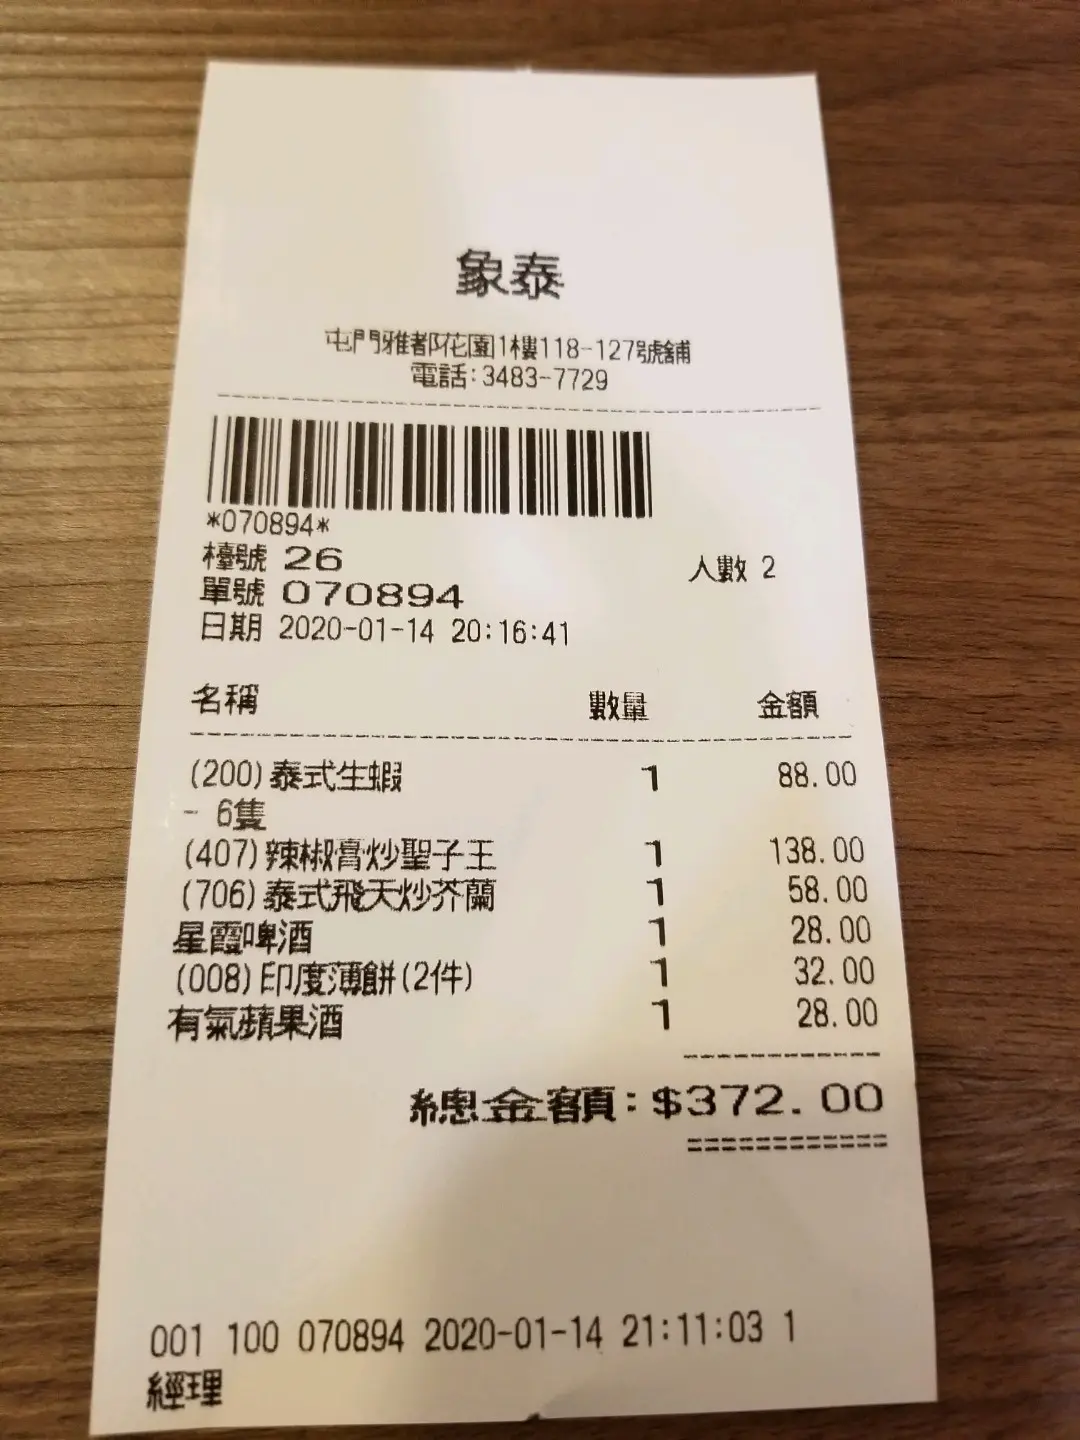 象泰
屯門雅都花園1樓118-127號舖
電話:3483-7729
*070894*
檯號 26 人數 2
單號 070894
日期 2020-01-14 20:16:41
名稱 數量 金額
(200)泰式生蝦 1 88.00
- 6隻
(407)辣椒膏炒聖子王 1 138.00
(706)泰式飛天炒芥蘭 1 58.00
星霞啤酒 1 28.00
(008)印度薄餅(2件) 1 32.00
有氣蘋果酒 1 28.00
總金額:$372.00
001 100 070894 2020-01-14 21:11:03 1
經理